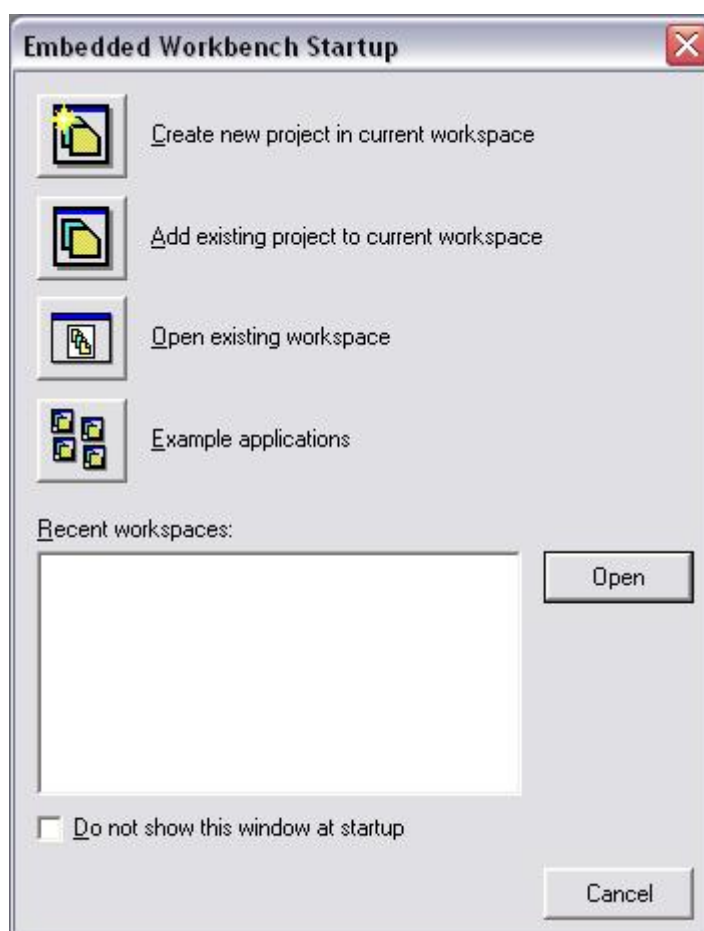 Embedded Workbench Startup
Create new project in current workspace
Add existing project to current workspace
Open existing workspace
Example applications
Recent workspaces:
Open
Do not show this window at startup
Cancel